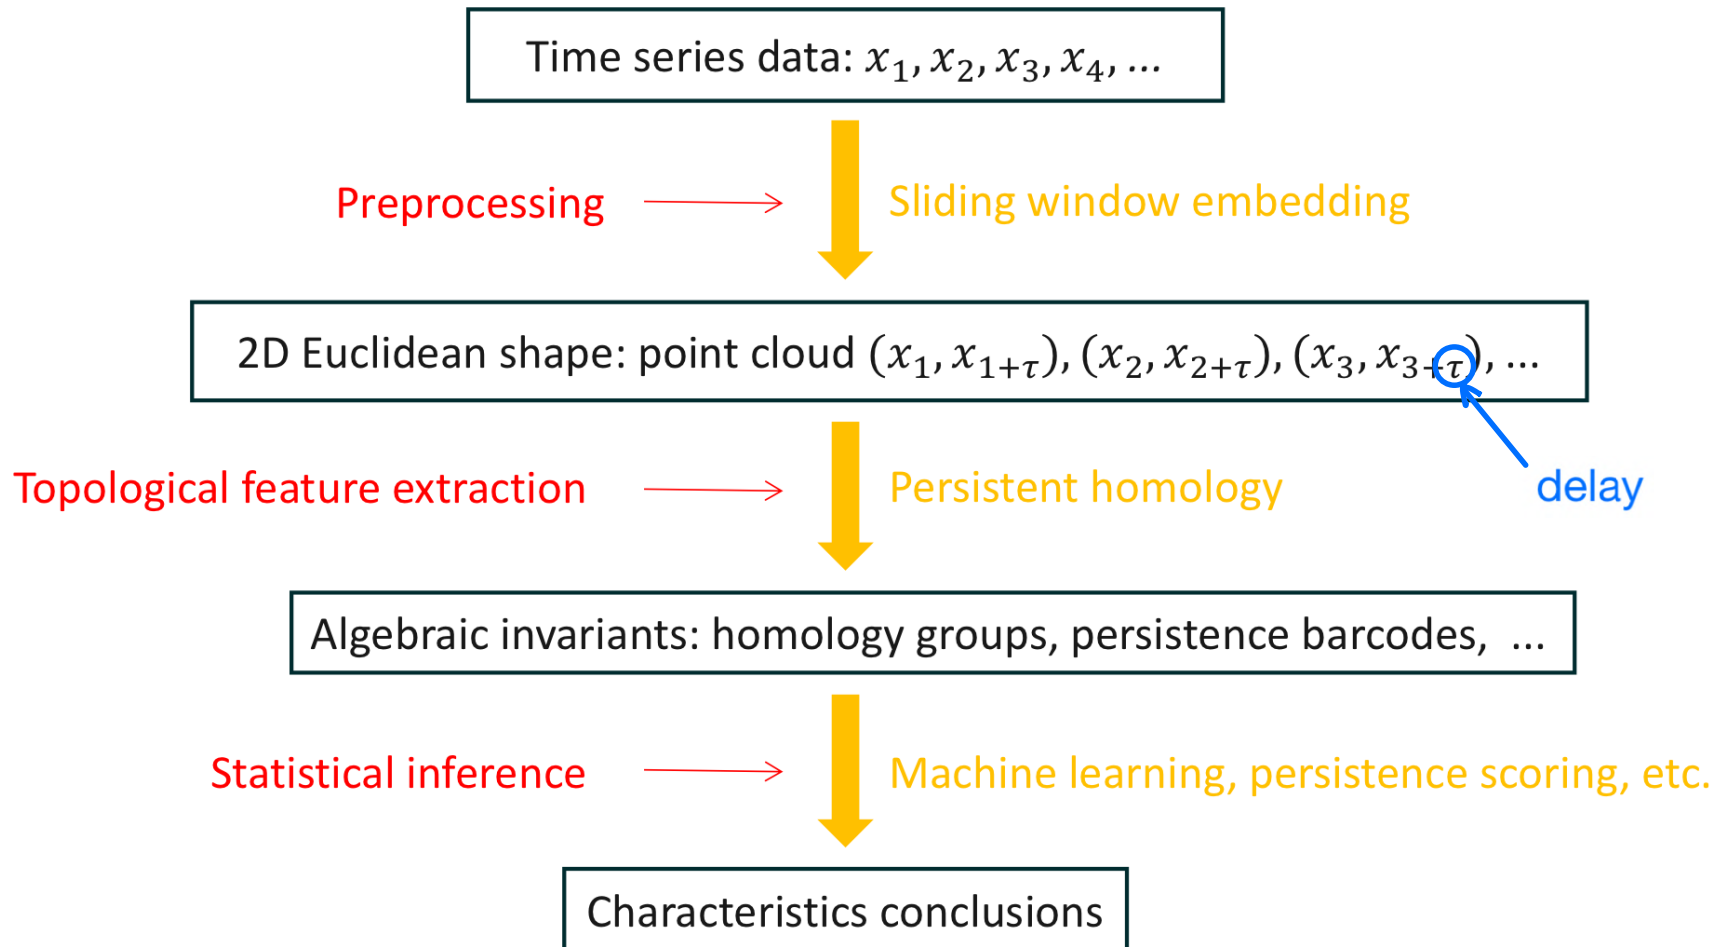 Time series data: x₁, x₂, x₃, x₄, ...
Preprocessing
Sliding window embedding
2D Euclidean shape: point cloud (x₁, x₁₊τ), (x₂, x₂₊τ), (x₃, x₃₊τ), ...
Topological feature extraction
Persistent homology
delay
Algebraic invariants: homology groups, persistence barcodes, ...
Statistical inference
Machine learning, persistence scoring, etc.
Characteristics conclusions